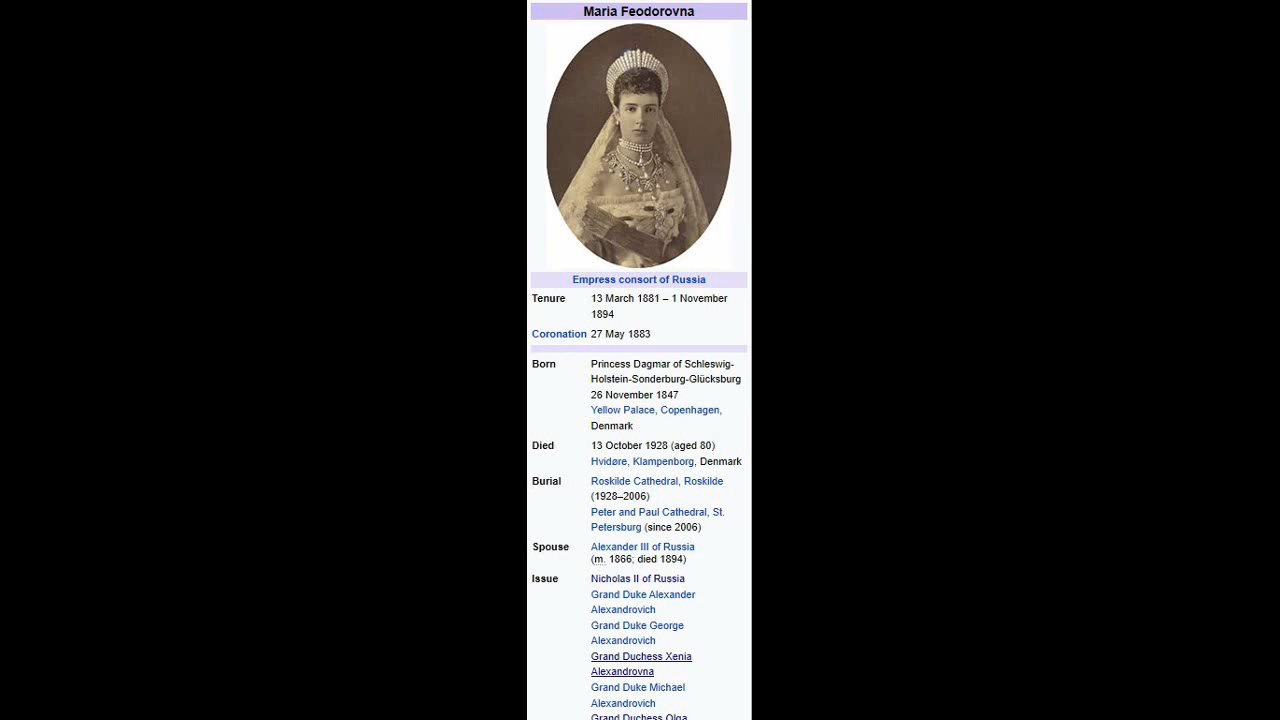 Maria Feodorovna
Empress consort of Russia
Tenure 13 March 1881 – 1 November
1894
Coronation 27 May 1883
Born Princess Dagmar of Schleswig-
Holstein-Sonderburg-Glücksburg
26 November 1847
Yellow Palace, Copenhagen,
Denmark
Died 13 October 1928 (aged 80)
Hvidøre, Klampenborg, Denmark
Burial Roskilde Cathedral, Roskilde
(1928–2006)
Peter and Paul Cathedral, St.
Petersburg (since 2006)
Spouse Alexander III of Russia
(m. 1866; died 1894)
Issue Nicholas II of Russia
Grand Duke Alexander
Alexandrovich
Grand Duke George
Alexandrovich
Grand Duchess Xenia
Alexandrovna
Grand Duke Michael
Alexandrovich
Grand Duchess Olga